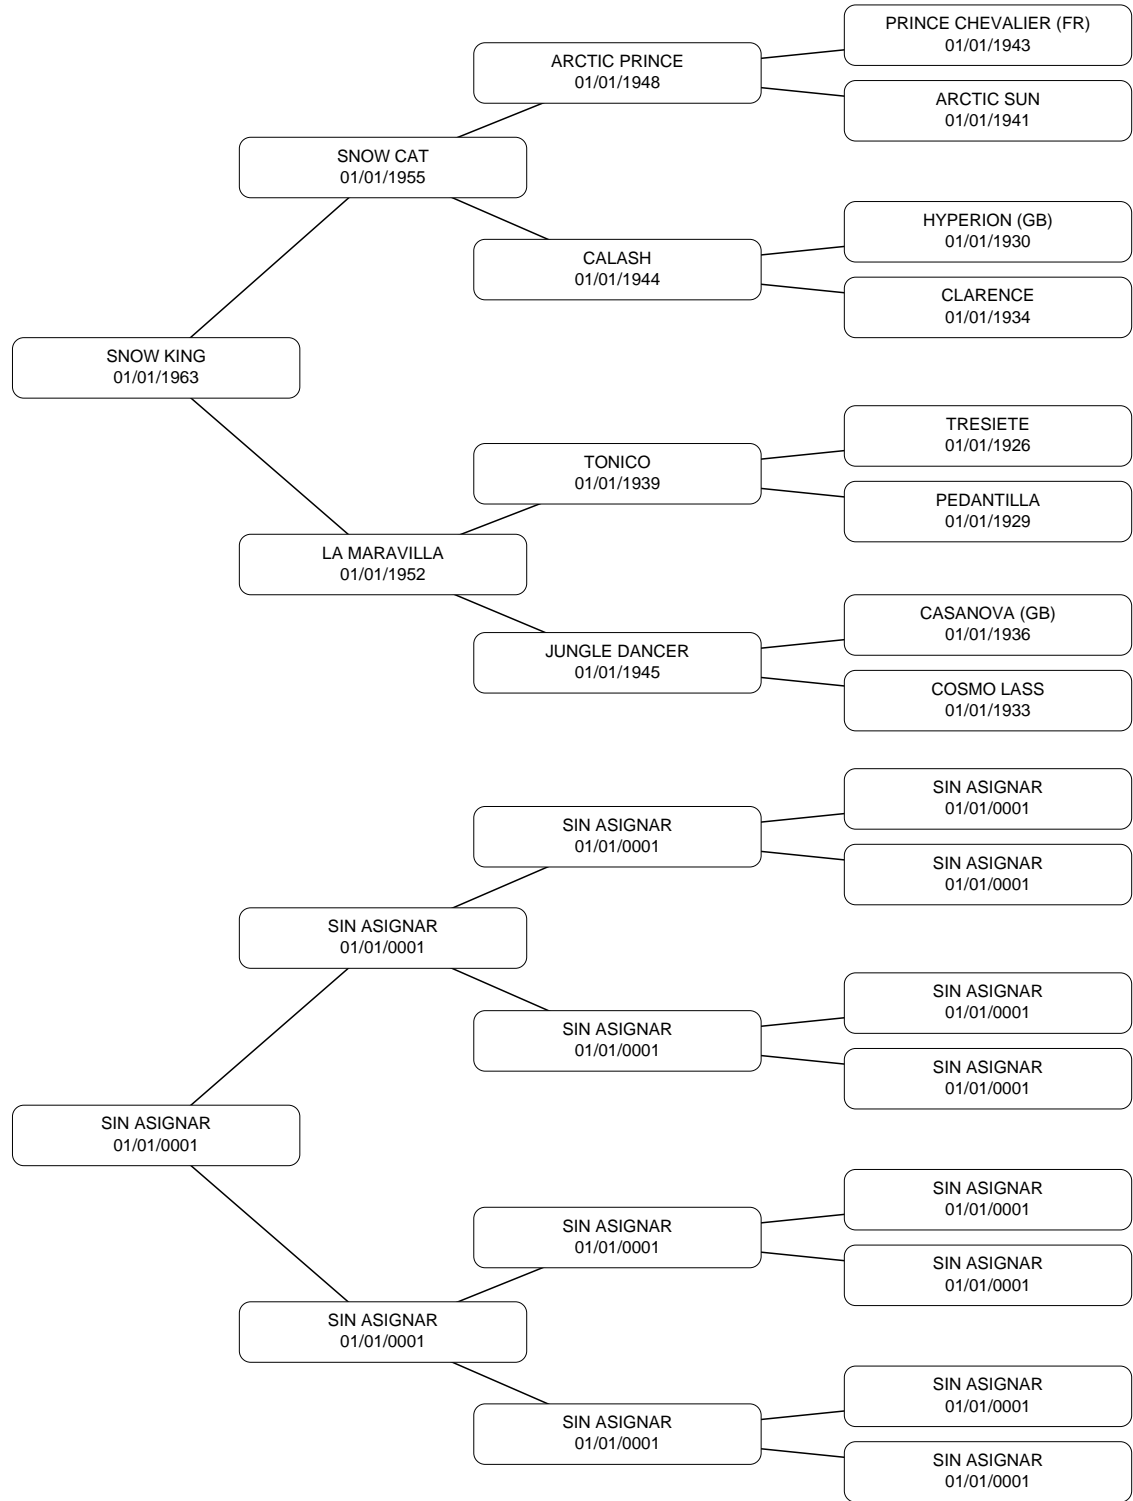 PRINCE CHEVALIER (FR)
01/01/1943
ARCTIC PRINCE
01/01/1948
ARCTIC SUN
01/01/1941
SNOW CAT
01/01/1955
HYPERION (GB)
01/01/1930
CALASH
01/01/1944
CLARENCE
01/01/1934
SNOW KING
01/01/1963
TRESIETE
01/01/1926
TONICO
01/01/1939
PEDANTILLA
01/01/1929
LA MARAVILLA
01/01/1952
CASANOVA (GB)
01/01/1936
JUNGLE DANCER
01/01/1945
COSMO LASS
01/01/1933
SIN ASIGNAR
01/01/0001
SIN ASIGNAR
01/01/0001
SIN ASIGNAR
01/01/0001
SIN ASIGNAR
01/01/0001
SIN ASIGNAR
01/01/0001
SIN ASIGNAR
01/01/0001
SIN ASIGNAR
01/01/0001
SIN ASIGNAR
01/01/0001
SIN ASIGNAR
01/01/0001
SIN ASIGNAR
01/01/0001
SIN ASIGNAR
01/01/0001
SIN ASIGNAR
01/01/0001
SIN ASIGNAR
01/01/0001
SIN ASIGNAR
01/01/0001
SIN ASIGNAR
01/01/0001